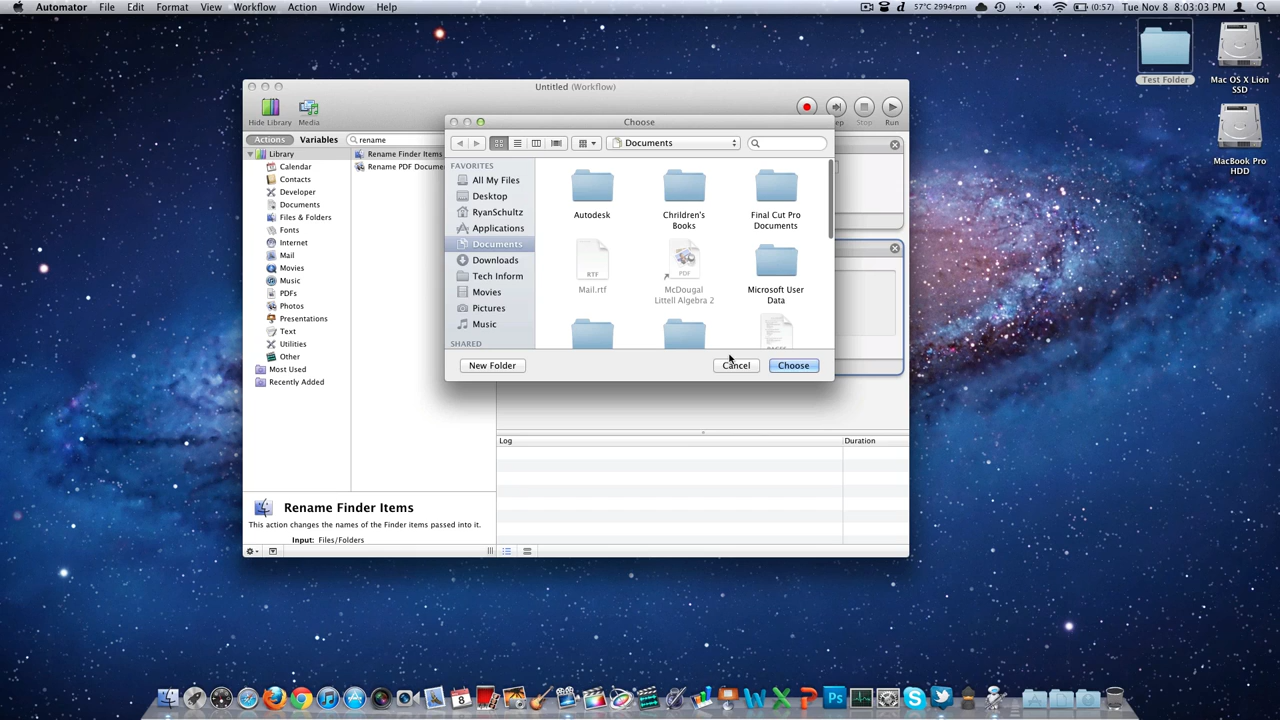 Automator File Edit Format View Workflow Action Window Help
57°C 2994rpm
(0:57) Tue Nov 8 8:03:03 PM
Test Folder
Mac OS X Lion
SSD
MacBook Pro
HDD
Untitled (Workflow)
Hide Library Media
Stop Run
Actions Variables
rename
Library
Calendar
Contacts
Developer
Documents
Files & Folders
Fonts
Internet
Mail
Movies
Music
PDFs
Photos
Presentations
Text
Utilities
Other
Most Used
Recently Added
Rename Finder Items
Rename PDF Docume
Choose
Documents
FAVORITES
All My Files
Desktop
RyanSchultz
Applications
Documents
Downloads
Tech Inform
Movies
Pictures
Music
SHARED
Autodesk
Children's
Books
Final Cut Pro
Documents
RTF
Mail.rtf
PDF
McDougal
Littell Algebra 2
Microsoft User
Data
PAGES
New Folder
Cancel
Choose
Log
Duration
Rename Finder Items
This action changes the names of the Finder items passed into it.
Input: Files/Folders